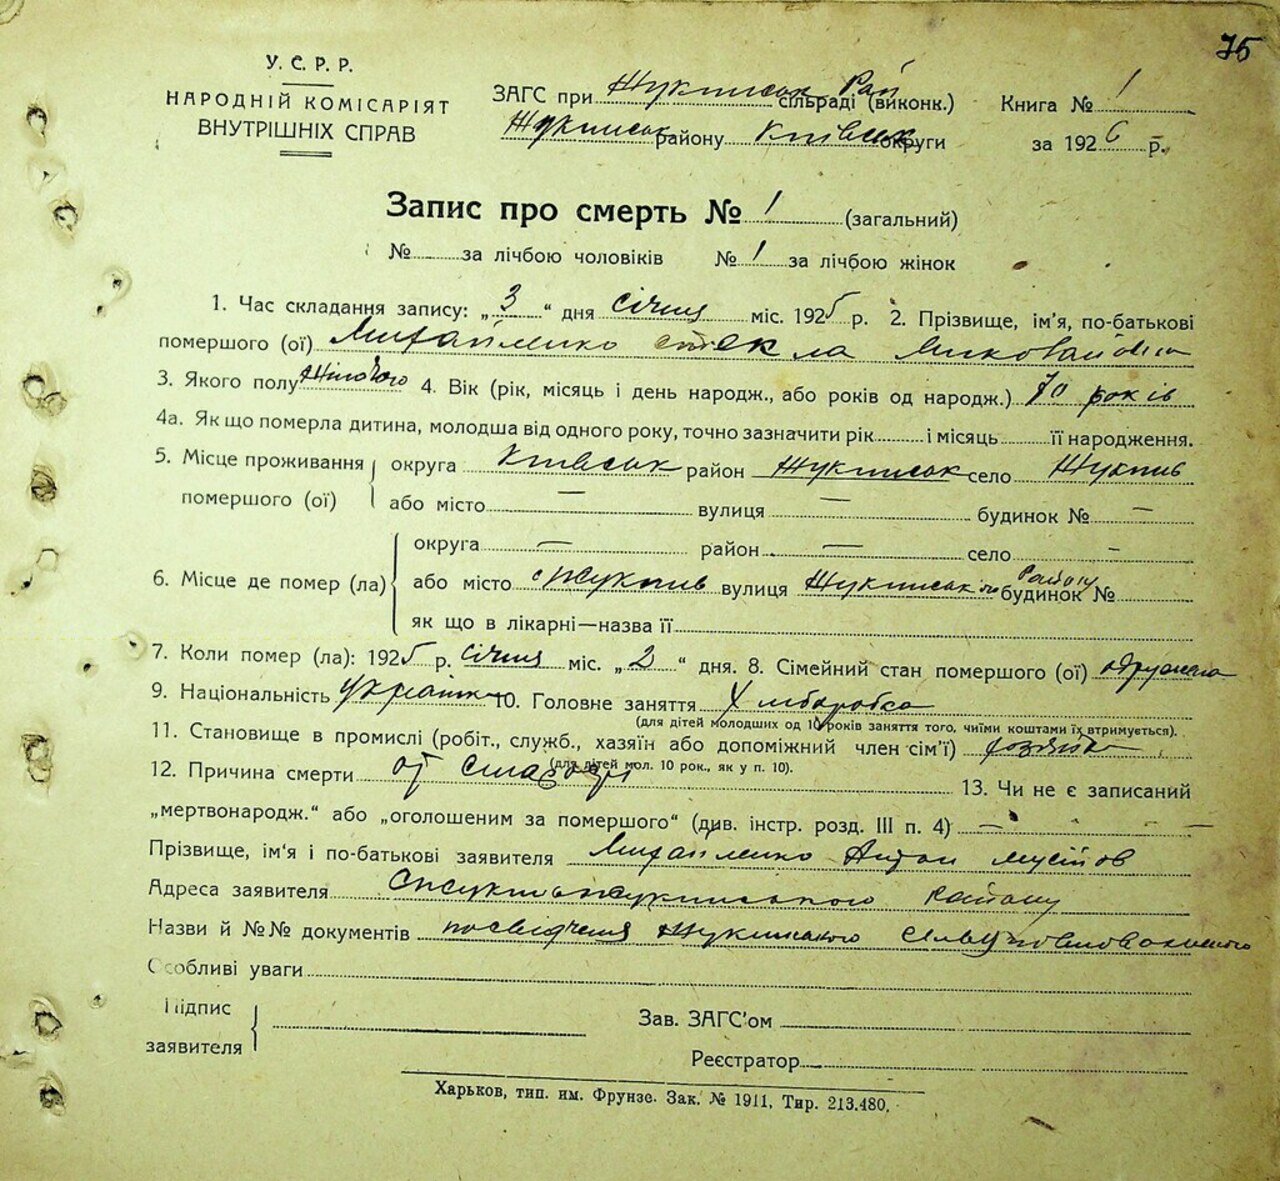 75
У. С. Р. Р.
НАРОДНІЙ КОМІСАРІЯТ
ВНУТРІШНІХ СПРАВ
ЗАГС при Жукинськ Рай сільраді (виконк.) Книга № 1
Жукинськ району Київськ округи за 1926 р.
Запис про смерть № 1 (загальний)
№ за лічбою чоловіків № 1 за лічбою жінок
1. Час складання запису: „3“ дня січня міс. 1925 р. 2. Прізвище, ім'я, по-батькові
помершого (ої) Михайленко
3. Якого полу жіночого 4. Вік (рік, місяць і день народж., або років од народж.) 70 років
4а. Як що померла дитина, молодша від одного року, точно зазначити рік і місяць її народження.
5. Місце проживання округа Київськ район Жукинськ село Жукин
помершого (ої) або місто — вулиця — будинок № —
округа — район — село —
6. Місце де помер (ла) або місто вулиця Жукинськ Району будинок №
як що в лікарні—назва її
7. Коли помер (ла): 1925 р. січня міс. „2“ дня. 8. Сімейний стан помершого (ої)
9. Національність 10. Головне заняття Хліборобка
(для дітей молодших од 10 років заняття того, чиїми коштами їх втримується).
11. Становище в промислі (робіт., служб., хазяїн або допоміжний член сім'ї)
(для дітей мол. 10 рок., як у п. 10).
12. Причина смерти от 13. Чи не є записаний
„мертвонародж.“ або „оголошеним за помершого“ (див. інстр. розд. III п. 4) —
Прізвище, ім'я і по-батькові заявителя Михайленко Антон
Адреса заявителя Жукинського району
Назви й №№ документів посвідчення Жукинського
Особливі уваги
Підпис
заявителя
Зав. ЗАГС'ом
Реєстратор
Харьков, тип. им. Фрунзе. Зак. № 1911, Тир. 213.480.